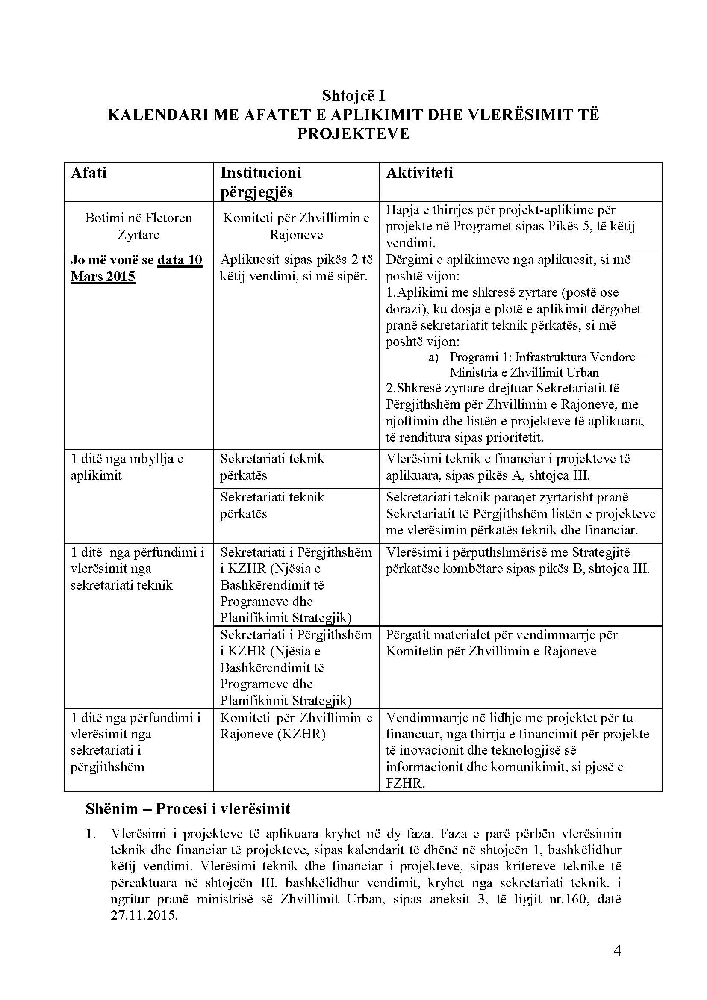 Shtojcë I
KALENDARI ME AFATET E APLIKIMIT DHE VLERËSIMIT TË
PROJEKTEVE
Afati
Institucioni
përgjegjës
Aktiviteti
Botimi në Fletoren
Zyrtare
Komiteti për Zhvillimin e
Rajoneve
Hapja e thirrjes për projekt-aplikime për
projekte në Programet sipas Pikës 5, të këtij
vendimi.
Jo më vonë se data 10
Mars 2015
Aplikuesit sipas pikës 2 të
këtij vendimi, si më sipër.
Dërgimi e aplikimeve nga aplikuesit, si më
poshtë vijon:
1.Aplikimi me shkresë zyrtare (postë ose
dorazi), ku dosja e plotë e aplikimit dërgohet
pranë sekretariatit teknik përkatës, si më
poshtë vijon:
a) Programi 1: Infrastruktura Vendore –
Ministria e Zhvillimit Urban
2.Shkresë zyrtare drejtuar Sekretariatit të
Përgjithshëm për Zhvillimin e Rajoneve, me
njoftimin dhe listën e projekteve të aplikuara,
të renditura sipas prioritetit.
1 ditë nga mbyllja e
aplikimit
Sekretariati teknik
përkatës
Vlerësimi teknik e financiar i projekteve të
aplikuara, sipas pikës A, shtojca III.
Sekretariati teknik
përkatës
Sekretariati teknik paraqet zyrtarisht pranë
Sekretariatit të Përgjithshëm listën e projekteve
me vlerësimin përkatës teknik dhe financiar.
1 ditë nga përfundimi i
vlerësimit nga
sekretariati teknik
Sekretariati i Përgjithshëm
i KZHR (Njësia e
Bashkërendimit të
Programeve dhe
Planifikimit Strategjik)
Vlerësimi i përputhshmërisë me Strategjitë
përkatëse kombëtare sipas pikës B, shtojca III.
Sekretariati i Përgjithshëm
i KZHR (Njësia e
Bashkërendimit të
Programeve dhe
Planifikimit Strategjik)
Përgatit materialet për vendimmarrje për
Komitetin për Zhvillimin e Rajoneve
1 ditë nga përfundimi i
vlerësimit nga
sekretariati i
përgjithshëm
Komiteti për Zhvillimin e
Rajoneve (KZHR)
Vendimmarrje në lidhje me projektet për tu
financuar, nga thirrja e financimit për projekte
të inovacionit dhe teknologjisë së
informacionit dhe komunikimit, si pjesë e
FZHR.
Shënim – Procesi i vlerësimit
1. Vlerësimi i projekteve të aplikuara kryhet në dy faza. Faza e parë përbën vlerësimin
teknik dhe financiar të projekteve, sipas kalendarit të dhënë në shtojcën 1, bashkëlidhur
këtij vendimi. Vlerësimi teknik dhe financiar i projekteve, sipas kritereve teknike të
përcaktuara në shtojcën III, bashkëlidhur vendimit, kryhet nga sekretariati teknik, i
ngritur pranë ministrisë së Zhvillimit Urban, sipas aneksit 3, të ligjit nr.160, datë
27.11.2015.
4